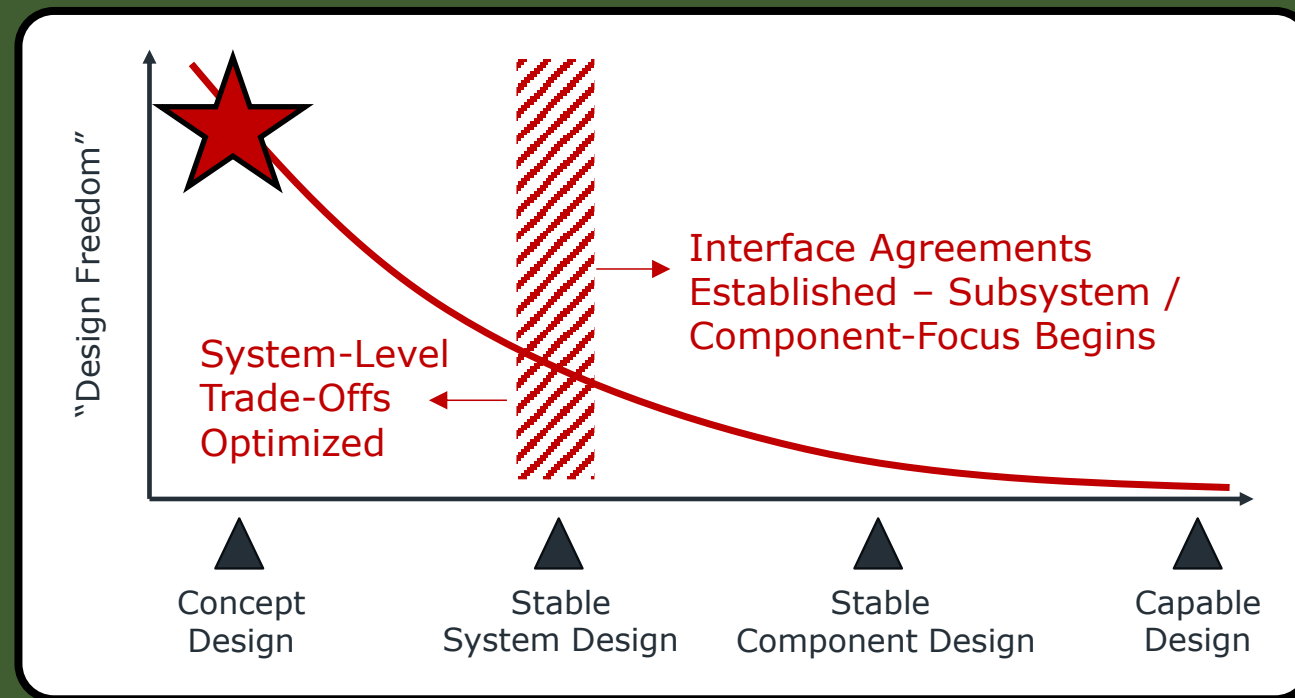 “Design Freedom”
System-Level
Trade-Offs
Optimized
Interface Agreements
Established – Subsystem /
Component-Focus Begins
Concept
Design
Stable
System Design
Stable
Component Design
Capable
Design